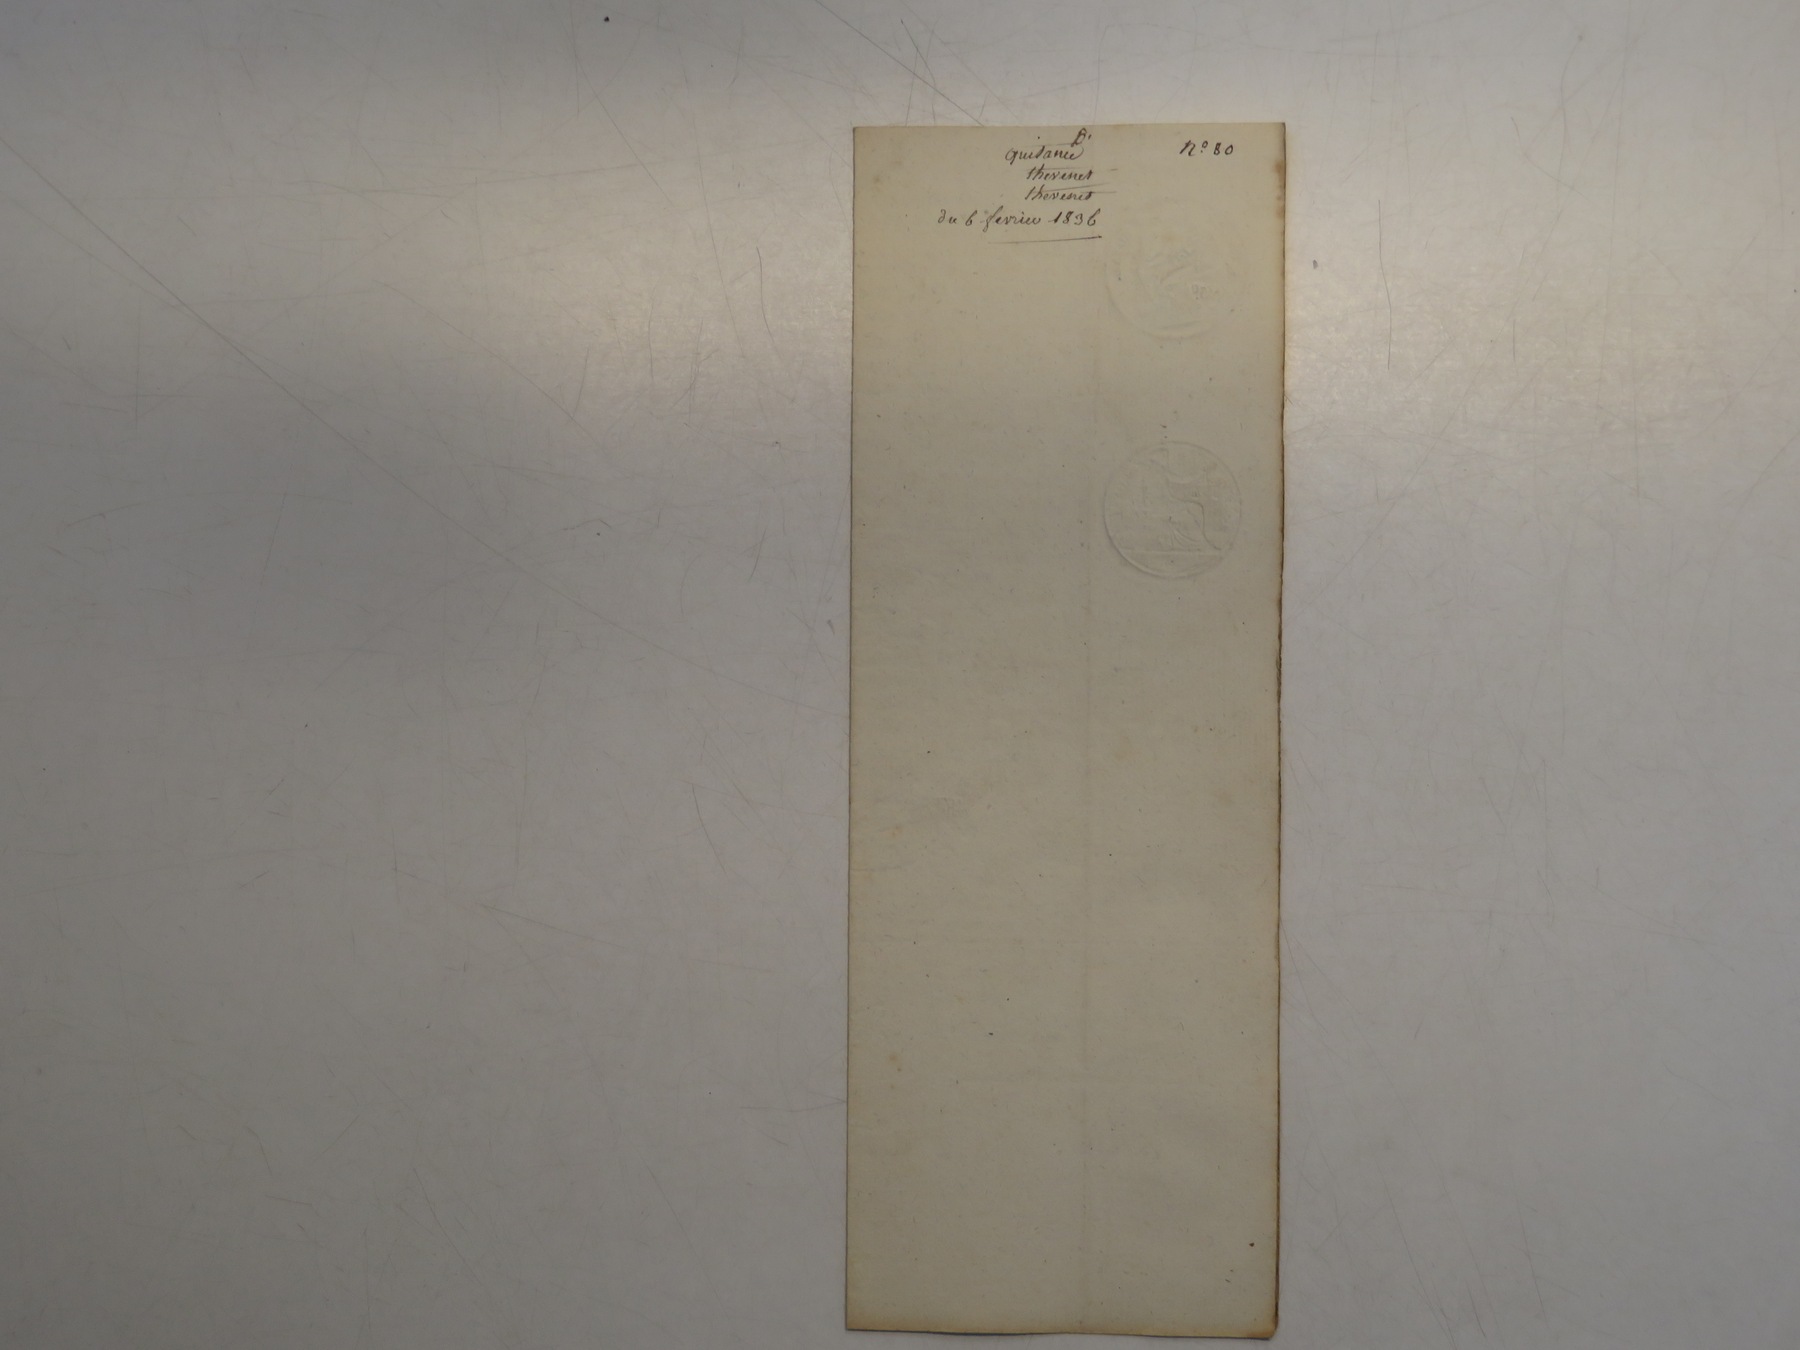 n.º 80
quitance
thevenet
thevenet
du 6 fevrier 1836